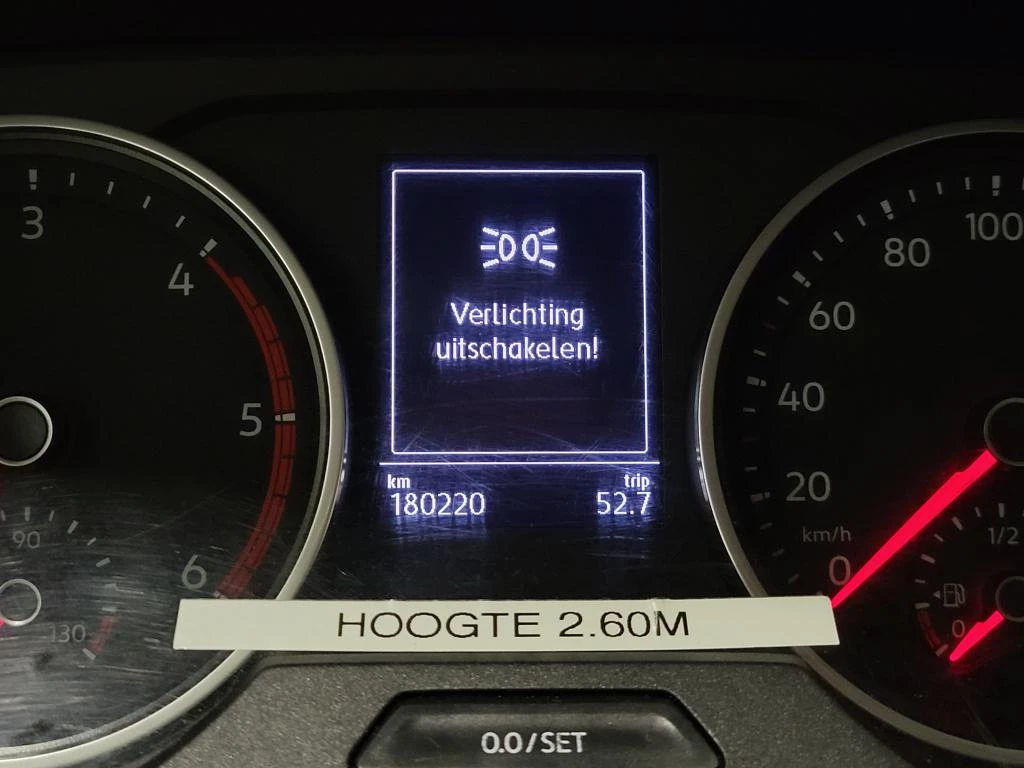 3
4
5
6
90
130
Verlichting
uitschakelen!
km
trip
180220
52.7
100
80
60
40
20
km/h
0
1/2
0
HOOGTE 2.60M
0.0/SET